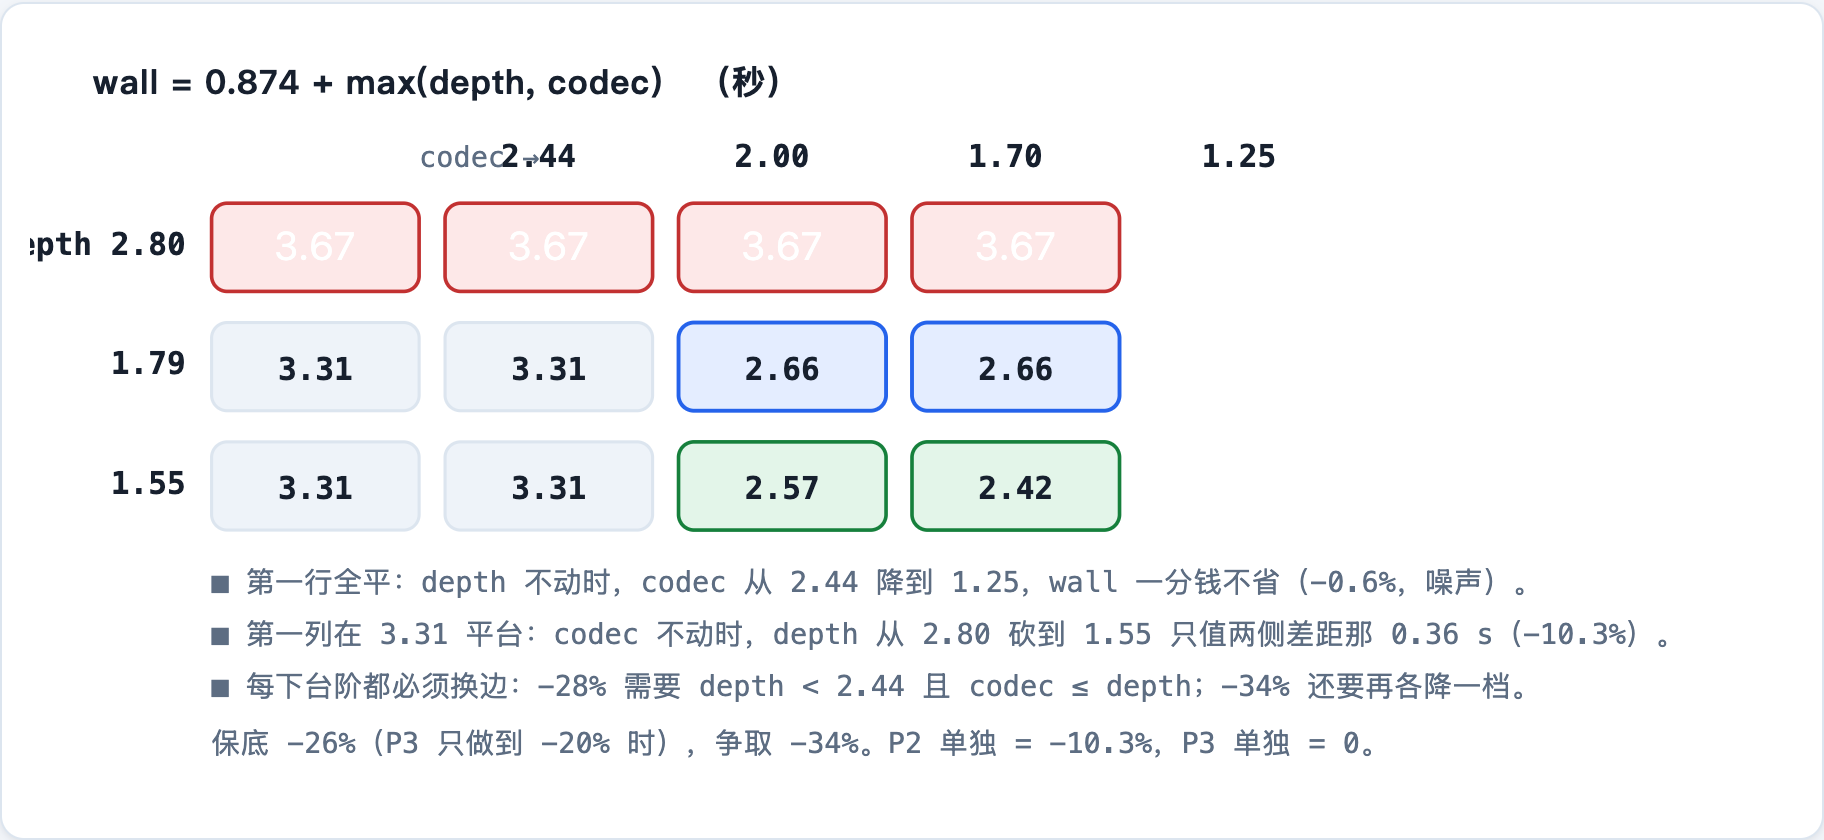 wall = 0.874 + max(depth, codec) （秒）
codec → 2.44 2.00 1.70 1.25
epth 2.80 3.67 3.67 3.67 3.67
1.79 3.31 3.31 2.66 2.66
1.55 3.31 3.31 2.57 2.42
■ 第一行全平：depth 不动时，codec 从 2.44 降到 1.25，wall 一分钱不省（−0.6%，噪声）。
■ 第一列在 3.31 平台：codec 不动时，depth 从 2.80 砍到 1.55 只值两侧差距那 0.36 s（−10.3%）。
■ 每下台阶都必须换边：−28% 需要 depth < 2.44 且 codec ≤ depth；−34% 还要再各降一档。
保底 −26%（P3 只做到 −20% 时），争取 −34%。P2 单独 = −10.3%，P3 单独 = 0。